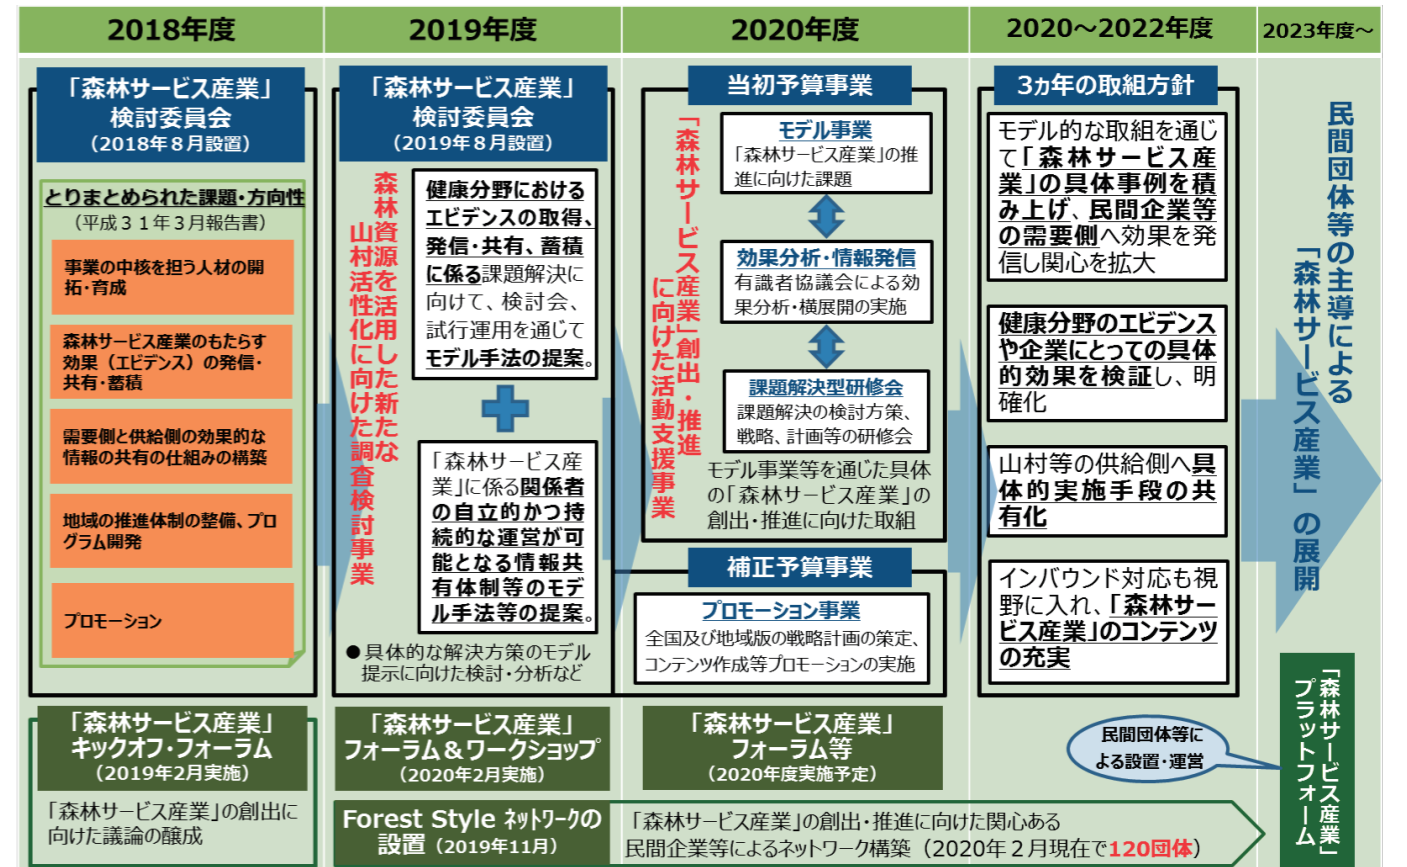 2018年度
2019年度
2020年度
2020～2022年度
2023年度～
「森林サービス産業」
検討委員会
（2018年８月設置）
とりまとめられた課題・方向性
（平成３１年３月報告書）
事業の中核を担う人材の開
拓・育成
森林サービス産業のもたらす
効果（エビデンス）の発信・
共有・蓄積
需要側と供給側の効果的な
情報の共有の仕組みの構築
地域の推進体制の整備、プロ
グラム開発
プロモーション
「森林サービス産業」
キックオフ・フォーラム
（2019年2月実施）
「森林サービス産業」の創出に
向けた議論の醸成
「森林サービス産業」
検討委員会
（2019年８月設置）
森林資源を活用した新たな
山村活性化に向けた調査検討事業
健康分野における
エビデンスの取得、
発信・共有、蓄積
に係る課題解決に
向けて、検討会、
試行運用を通じて
モデル手法の提案。
「森林サービス産
業」に係る関係者
の自立的かつ持
続的な運営が可
能となる情報共
有体制等のモデ
ル手法等の提案。
●具体的な解決方策のモデル
提示に向けた検討・分析など
「森林サービス産業」
フォーラム＆ワークショップ
（2020年2月実施）
Forest Style ネットワークの
設置（2019年11月）
当初予算事業
「森林サービス産業」創出・推進
に向けた活動支援事業
モデル事業
「森林サービス産業」の推
進に向けた課題
効果分析・情報発信
有識者協議会による効
果分析・横展開の実施
課題解決型研修会
課題解決の検討方策、
戦略、計画等の研修会
モデル事業等を通じた具体
の「森林サービス産業」の
創出・推進に向けた取組
補正予算事業
プロモーション事業
全国及び地域版の戦略計画の策定、
コンテンツ作成等プロモーションの実施
「森林サービス産業」
フォーラム等
（2020年度実施予定）
「森林サービス産業」の創出・推進に向けた関心ある
民間企業等によるネットワーク構築（2020年２月現在で120団体）
3ヵ年の取組方針
モデル的な取組を通じ
て「森林サービス産
業」の具体事例を積
み上げ、民間企業等
の需要側へ効果を発
信し関心を拡大
健康分野のエビデンス
や企業にとっての具体
的効果を検証し、明
確化
山村等の供給側へ具
体的実施手段の共
有化
インバウンド対応も視
野に入れ、「森林サー
ビス産業」のコンテンツ
の充実
民間団体等に
よる設置・運営
民間団体等の主導による
「森林サービス産業」の展開
「森林サービス産業」
プラットフォーム